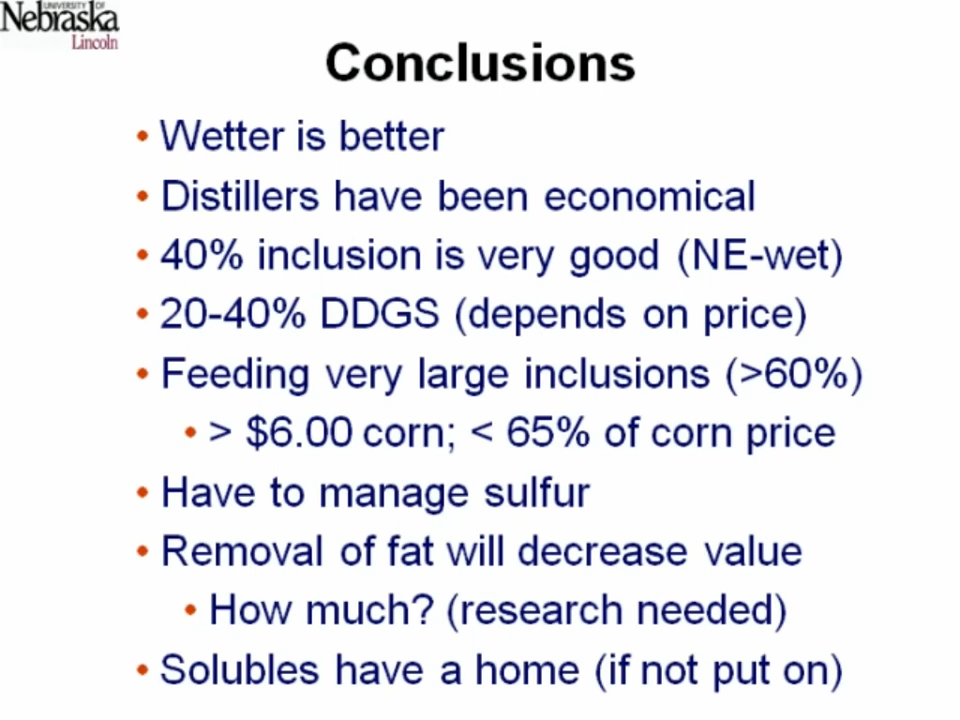 UNIVERSITY OF
Nebraska
Lincoln
Conclusions
• Wetter is better
• Distillers have been economical
• 40% inclusion is very good (NE-wet)
• 20-40% DDGS (depends on price)
• Feeding very large inclusions (>60%)
• > $6.00 corn; < 65% of corn price
• Have to manage sulfur
• Removal of fat will decrease value
• How much? (research needed)
• Solubles have a home (if not put on)